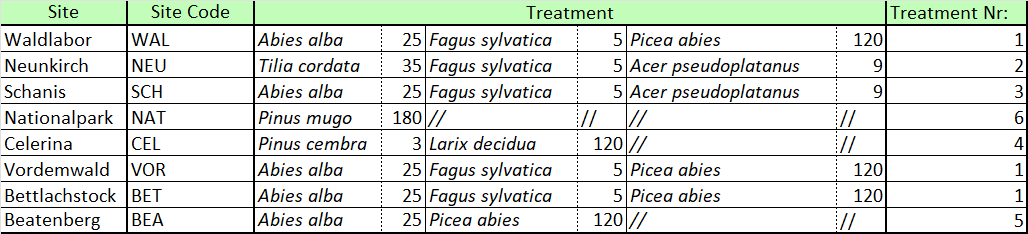 Site Site Code Treatment Treatment Nr:
Waldlabor WAL Abies alba 25 Fagus sylvatica 5 Picea abies 120 1
Neunkirch NEU Tilia cordata 35 Fagus sylvatica 5 Acer pseudoplatanus 9 2
Schanis SCH Abies alba 25 Fagus sylvatica 5 Acer pseudoplatanus 9 3
Nationalpark NAT Pinus mugo 180 // // // // 6
Celerina CEL Pinus cembra 3 Larix decidua 120 // // 4
Vordemwald VOR Abies alba 25 Fagus sylvatica 5 Picea abies 120 1
Bettlachstock BET Abies alba 25 Fagus sylvatica 5 Picea abies 120 1
Beatenberg BEA Abies alba 25 Picea abies 120 // // 5